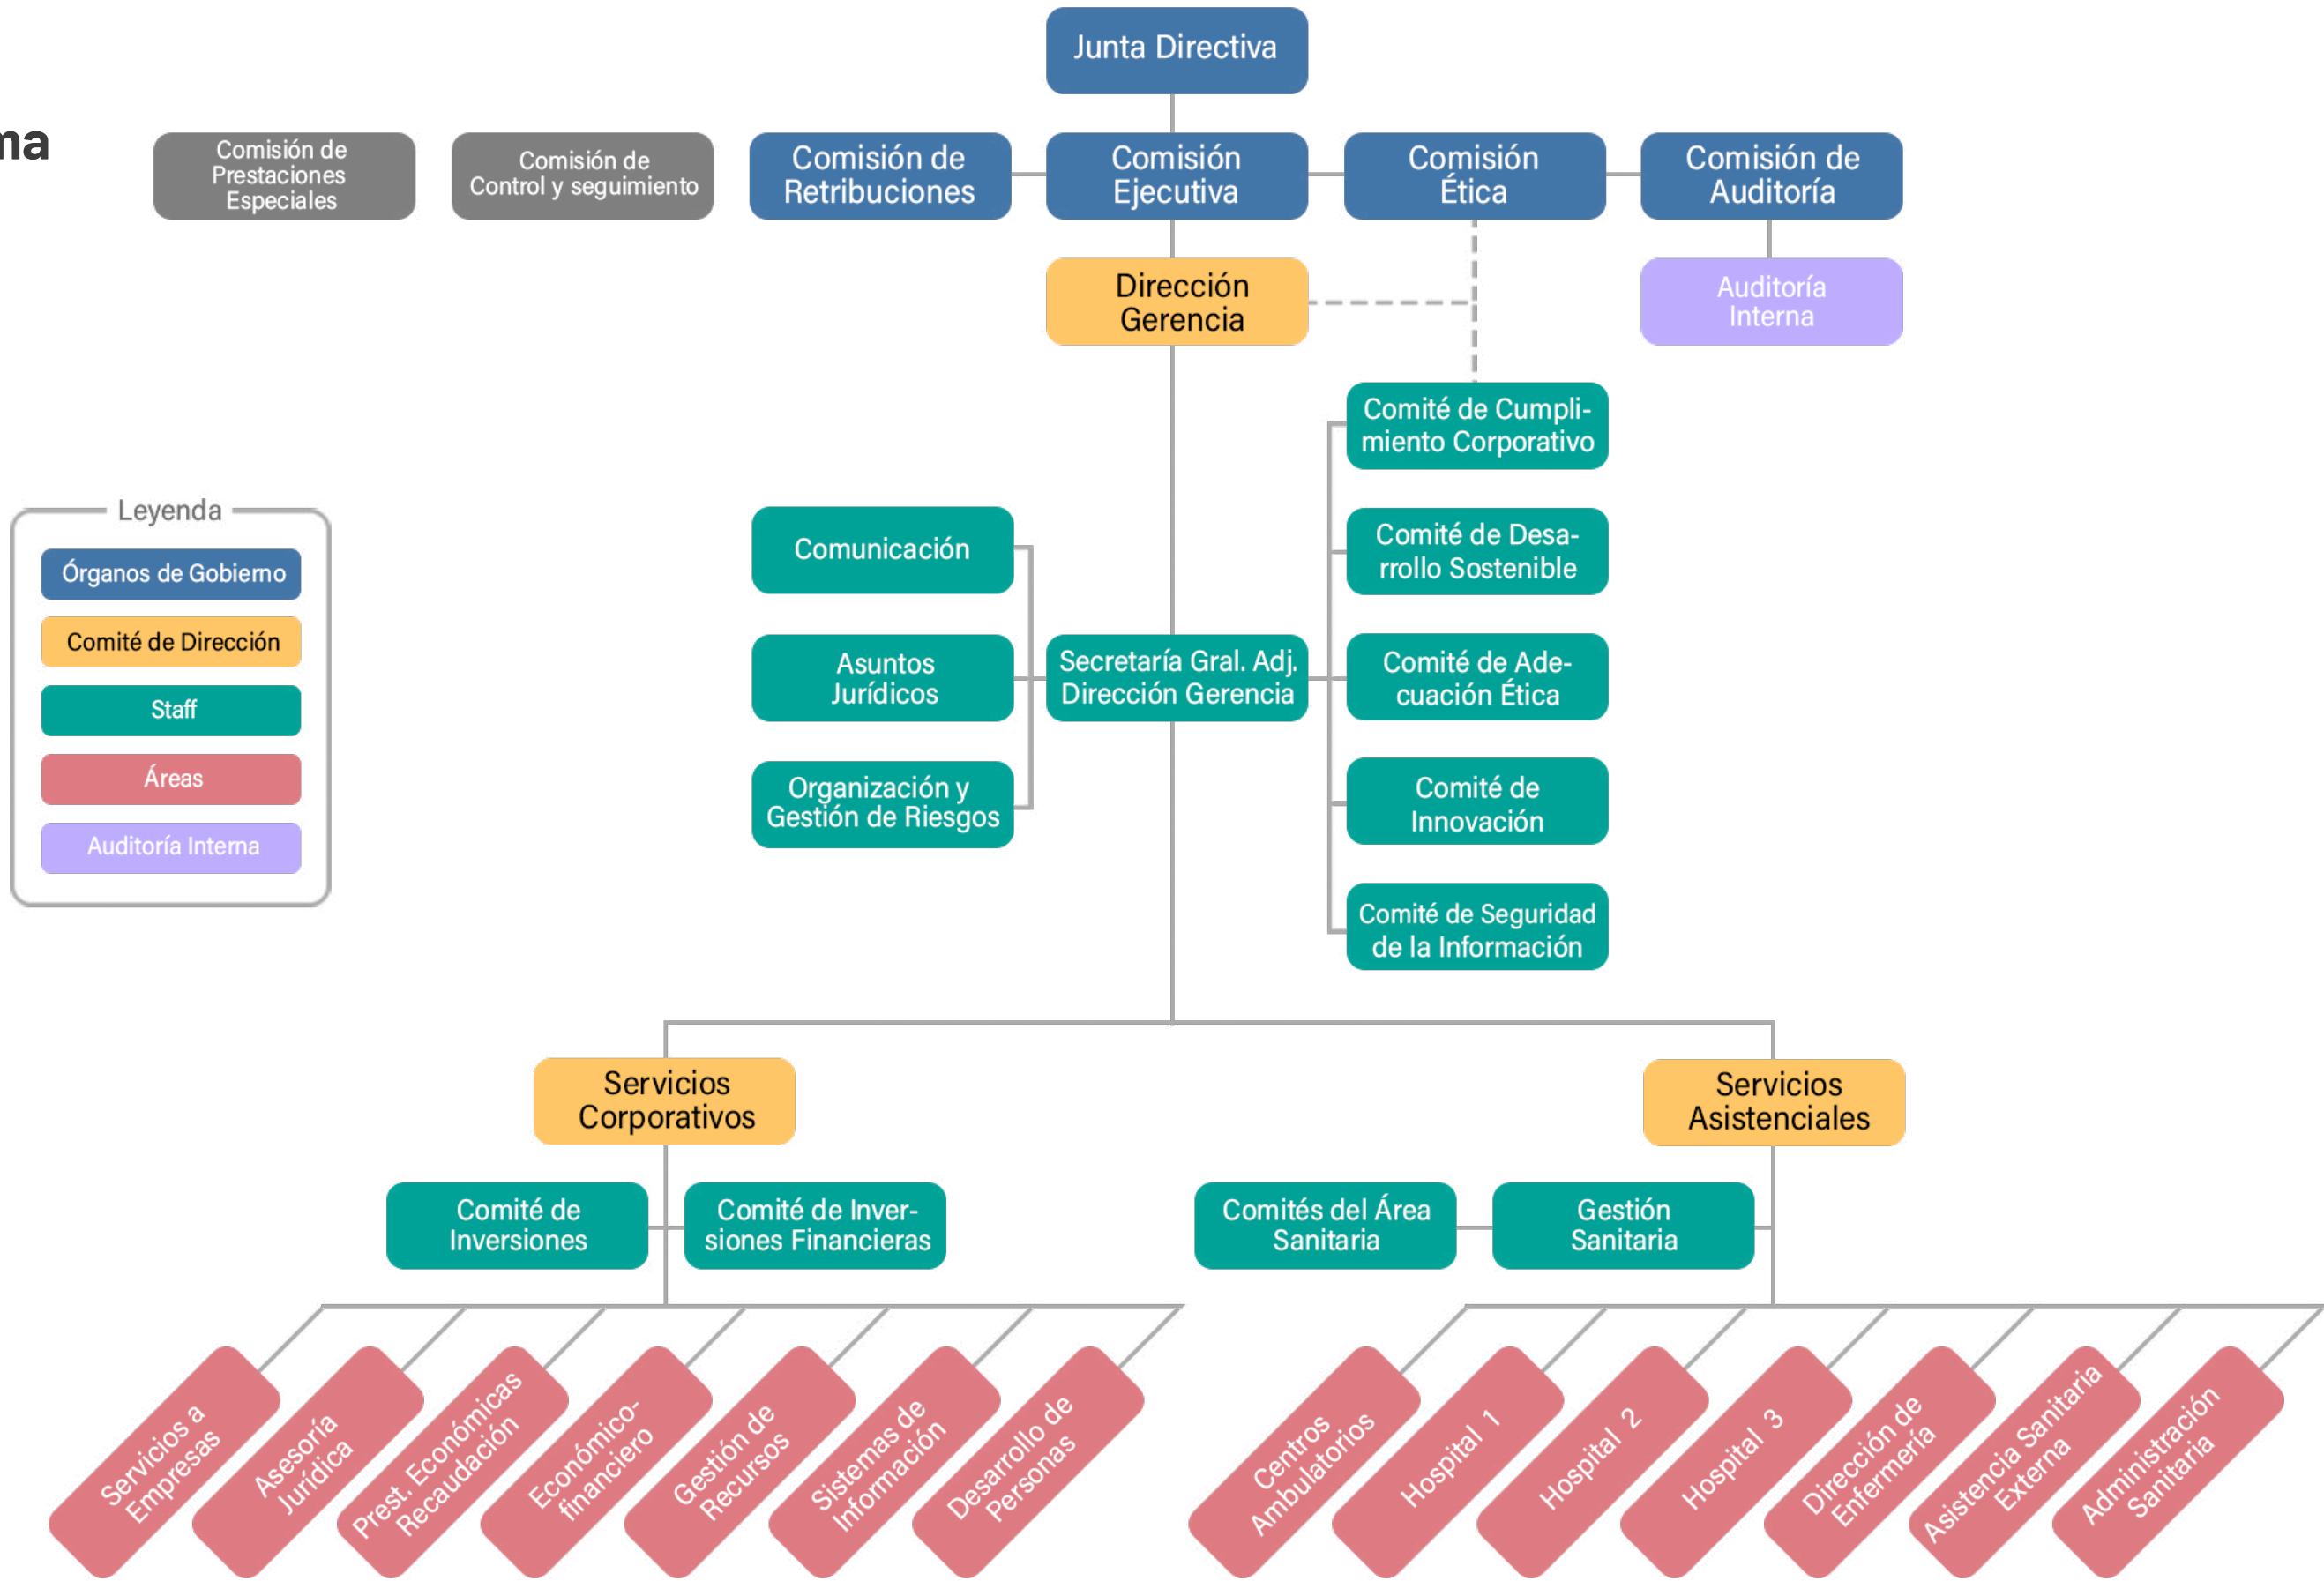 Junta Directiva
ma
Comisión de
Prestaciones
Especiales
Comisión de
Control y seguimiento
Comisión de
Retribuciones
Comisión
Ejecutiva
Comisión
Ética
Comisión de
Auditoría
Dirección
Gerencia
Auditoría
Interna
Comité de Cumpli-
miento Corporativo
Leyenda
Órganos de Gobierno
Comité de Dirección
Staff
Áreas
Auditoría Interna
Comunicación
Asuntos
Jurídicos
Organización y
Gestión de Riesgos
Secretaría Gral. Adj.
Dirección Gerencia
Comité de Desa-
rrollo Sostenible
Comité de Ade-
cuación Ética
Comité de
Innovación
Comité de Seguridad
de la Información
Servicios
Corporativos
Servicios
Asistenciales
Comité de
Inversiones
Comité de Inver-
siones Financieras
Comités del Área
Sanitaria
Gestión
Sanitaria
Servicios a
Empresas
Asesoría
Jurídica
Prest. Económicas
Recaudación
Económico-
financiero
Gestión de
Recursos
Sistemas de
Información
Desarrollo de
Personas
Centros
Ambulatorios
Hospital 1
Hospital 2
Hospital 3
Dirección de
Enfermería
Asistencia Sanitaria
Externa
Administración
Sanitaria